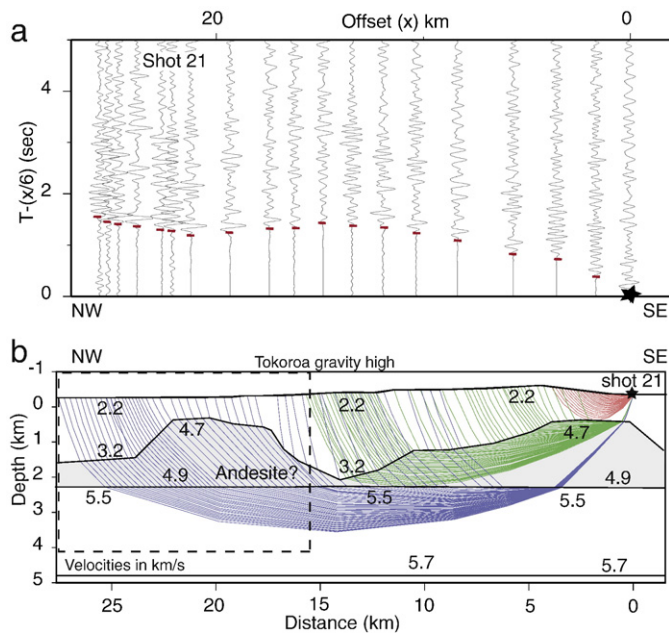 a
20 Offset (x) km 0
Shot 21
T-(x/6) (sec)
4
2
0
NW SE
b NW SE
Tokoroa gravity high shot 21
Depth (km)
-1
0
1
2
3
4
5
2.2 2.2 2.2
4.7 4.7
3.2 3.2
4.9 Andesite? 4.9
5.5 5.5 5.5
5.7
Velocities in km/s 5.7
25 20 15 10 5 0
Distance (km)